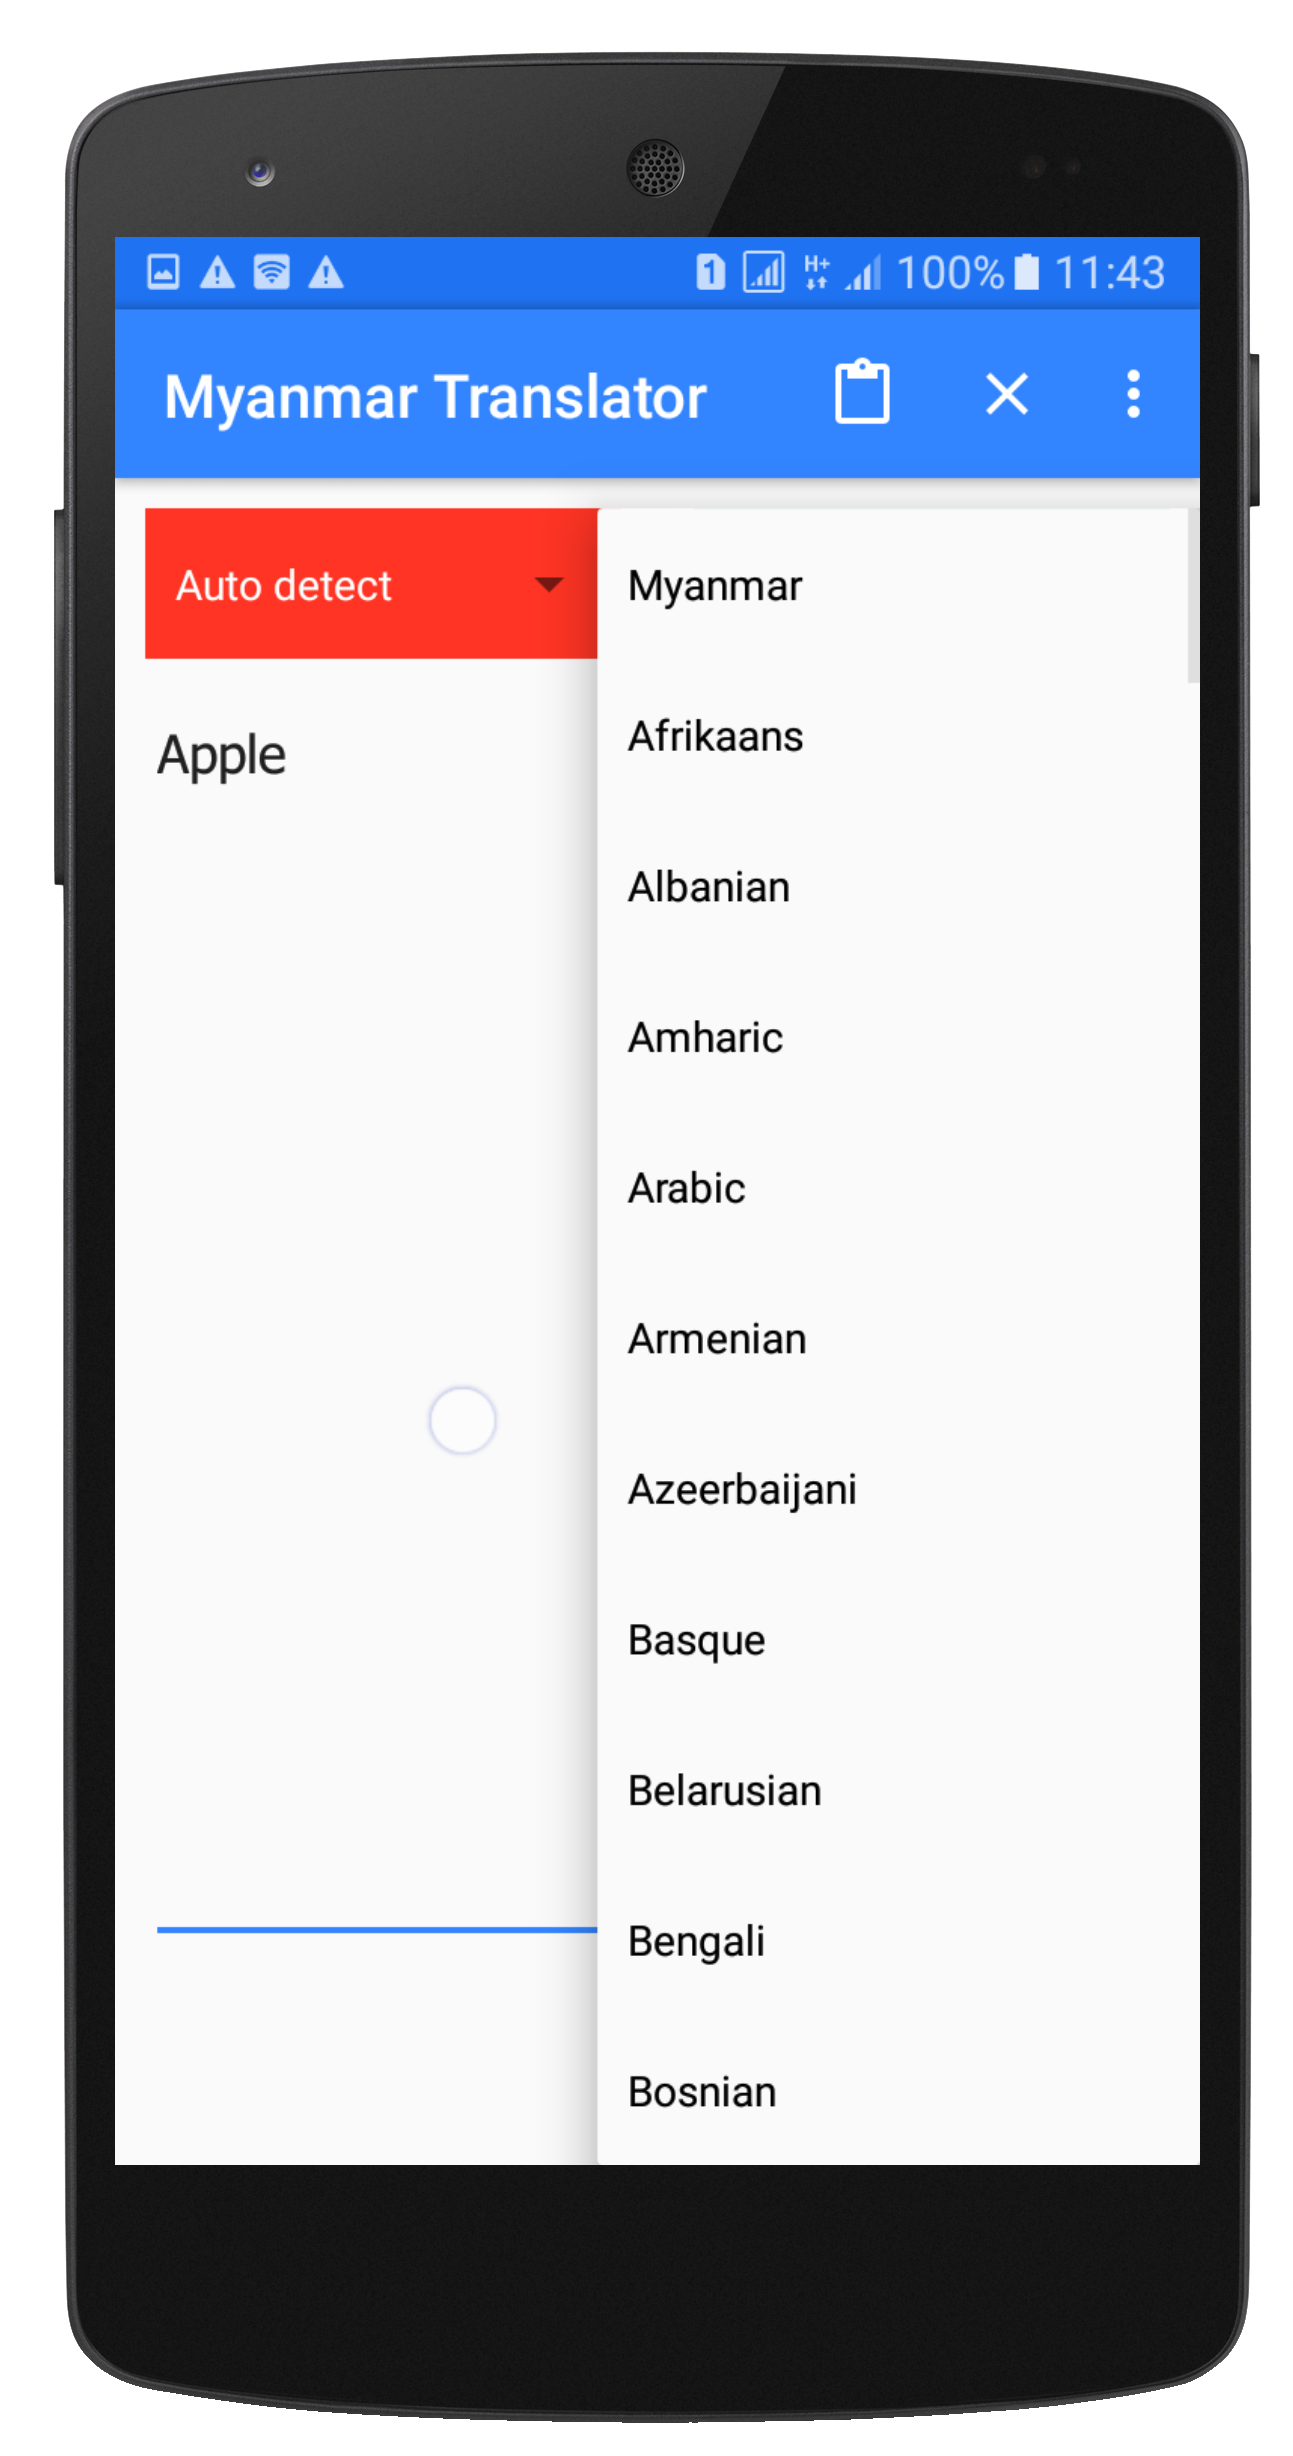 1 H+ 100% 11:43
Myanmar Translator
Auto detect
Apple
Myanmar
Afrikaans
Albanian
Amharic
Arabic
Armenian
Azeerbaijani
Basque
Belarusian
Bengali
Bosnian